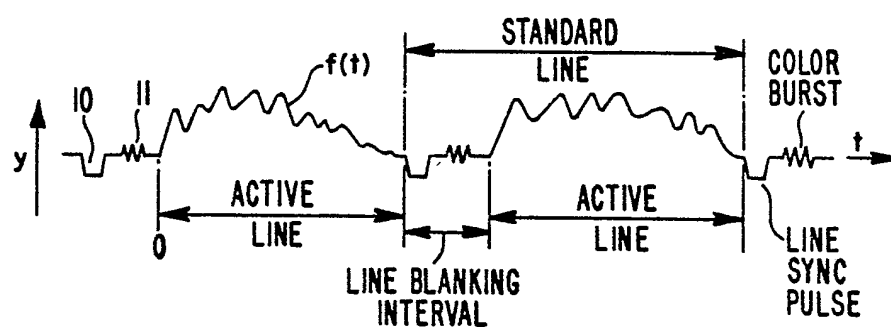 STANDARD
LINE
COLOR
BURST
f(t)
10
11
y
t
ACTIVE
LINE
ACTIVE
LINE
0
LINE BLANKING
INTERVAL
LINE
SYNC
PULSE